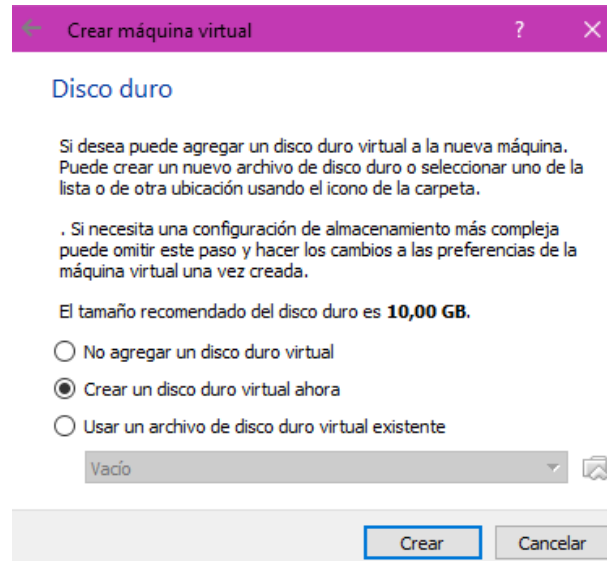 Crear máquina virtual
Disco duro
Si desea puede agregar un disco duro virtual a la nueva máquina.
Puede crear un nuevo archivo de disco duro o seleccionar uno de la
lista o de otra ubicación usando el icono de la carpeta.
. Si necesita una configuración de almacenamiento más compleja
puede omitir este paso y hacer los cambios a las preferencias de la
máquina virtual una vez creada.
El tamaño recomendado del disco duro es 10,00 GB.
No agregar un disco duro virtual
Crear un disco duro virtual ahora
Usar un archivo de disco duro virtual existente
Vacío
Crear Cancelar